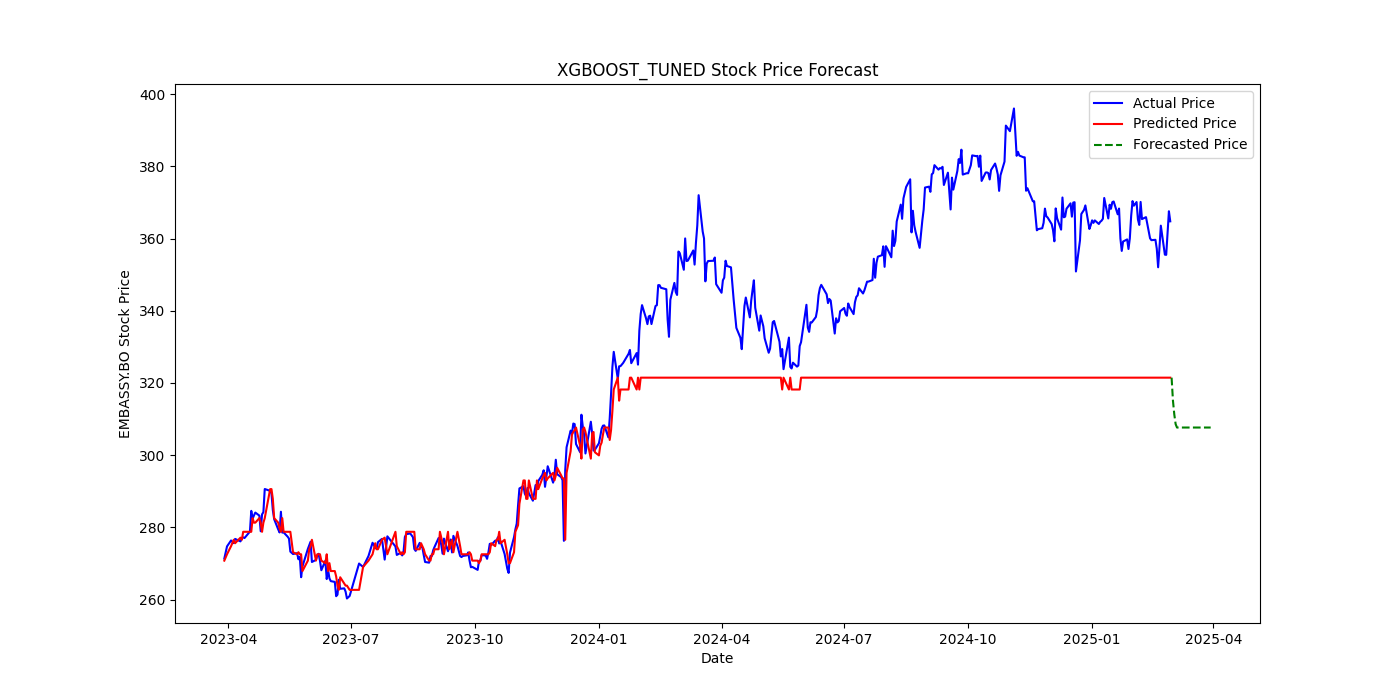 XGBOOST_TUNED Stock Price Forecast
400
380
360
340
320
300
280
260
EMBASSY.BO Stock Price
Actual Price
Predicted Price
Forecasted Price
2023-04
2023-07
2023-10
2024-01
2024-04
2024-07
2024-10
2025-01
2025-04
Date